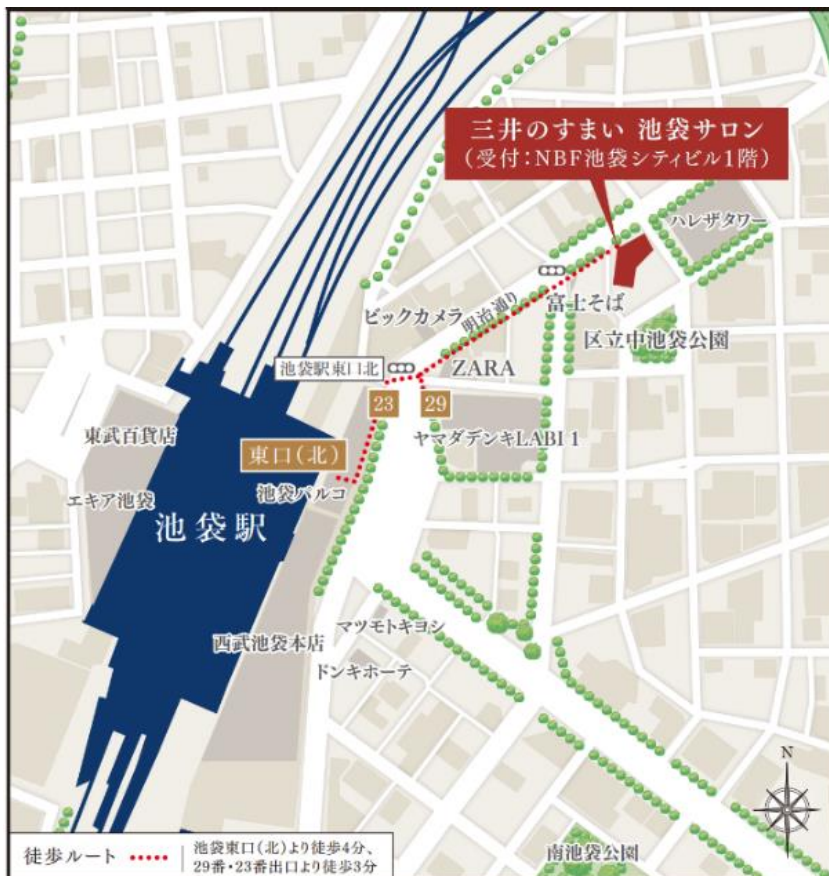 三井のすまい 池袋サロン
（受付：NBF池袋シティビル1階）
ハレザタワー
ビックカメラ
明治通り
富士そば
区立中池袋公園
池袋駅東口北
ZARA
23
29
東武百貨店
東口（北）
ヤマダデンキLABI 1
エキア池袋
池袋パルコ
池袋駅
マツモトキヨシ
西武池袋本店
ドンキホーテ
N
南池袋公園
徒歩ルート
池袋東口（北）より徒歩4分、
29番・23番出口より徒歩3分